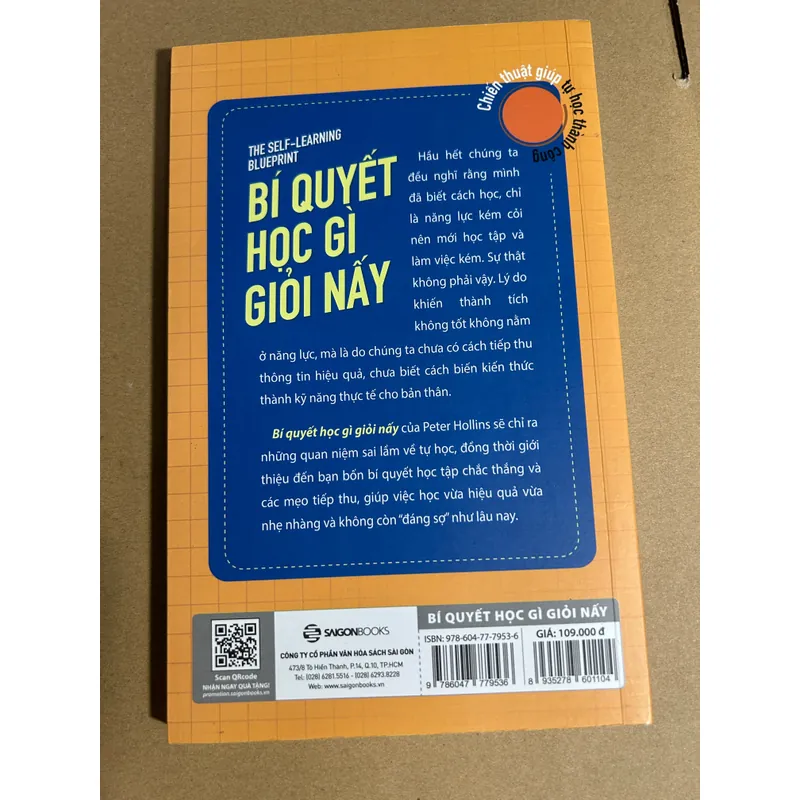 Chiến thuật giúp tự học thành công
THE SELF-LEARNING
BLUEPRINT
BÍ QUYẾT
HỌC GÌ
GIỎI NẤY
Hầu hết chúng ta
đều nghĩ rằng mình
đã biết cách học, chỉ
là năng lực kém cỏi
nên mới học tập và
làm việc kém. Sự thật
không phải vậy. Lý do
khiến thành tích
không tốt không nằm
ở năng lực, mà là do chúng ta chưa có cách tiếp thu
thông tin hiệu quả, chưa biết cách biến kiến thức
thành kỹ năng thực tế cho bản thân.
Bí quyết học gì giỏi nấy của Peter Hollins sẽ chỉ ra
những quan niệm sai lầm về tự học, đồng thời giới
thiệu đến bạn bốn bí quyết học tập chắc thắng và
các mẹo tiếp thu, giúp việc học vừa hiệu quả vừa
nhẹ nhàng và không còn “đáng sợ” như lâu nay.
Scan QRcode
NHẬN NGAY QUÀ TẶNG!
promotion.saigonbooks.vn
SAIGONBOOKS
CÔNG TY CỔ PHẦN VĂN HÓA SÁCH SÀI GÒN
473/8 Tô Hiến Thành, P.14, Q.10, TP.HCM
Tel: (028) 6281.5516 - (028) 6293.8228
Web: www.saigonbooks.vn
BÍ QUYẾT HỌC GÌ GIỎI NẤY
ISBN: 978-604-77-7953-6
GIÁ: 109.000 đ
9 786047 779536
8 935278 601104